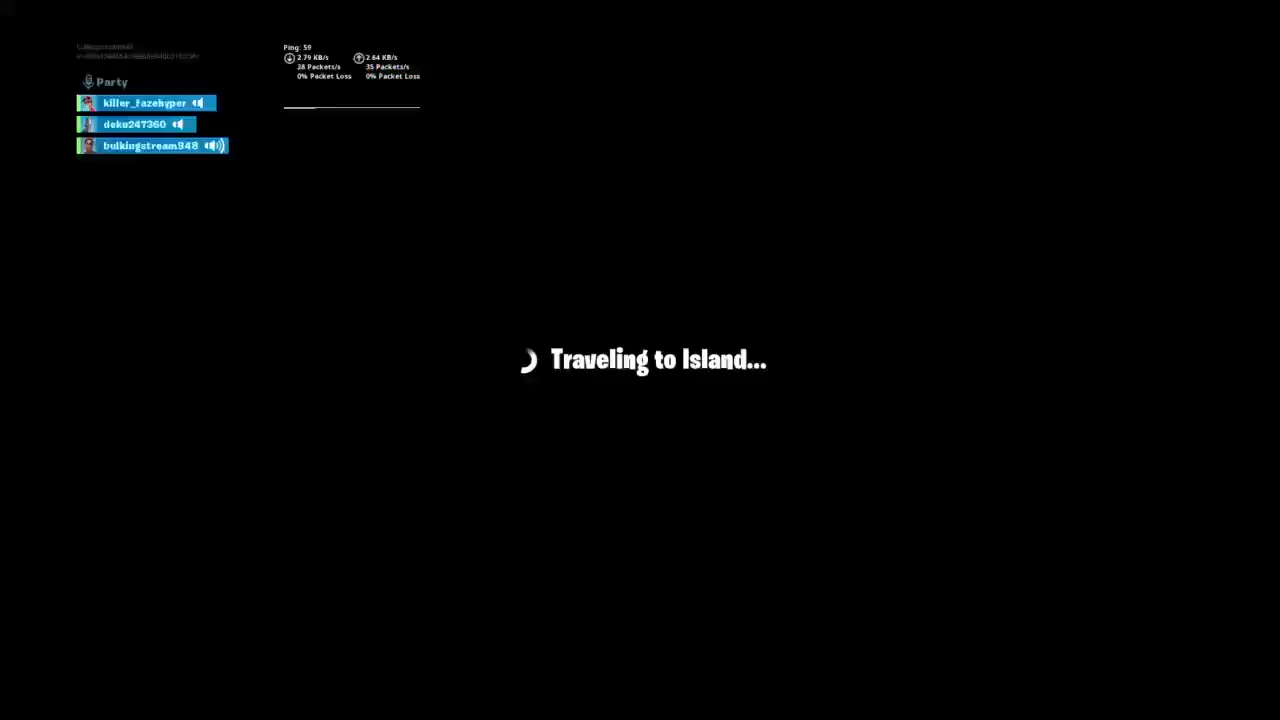 Ping: 59
2.79 KB/s 2.64 KB/s
28 Packets/s 35 Packets/s
0% Packet Loss 0% Packet Loss
Party
killer_fazehyper
deku247360
bulkingstream948
Traveling to Island...